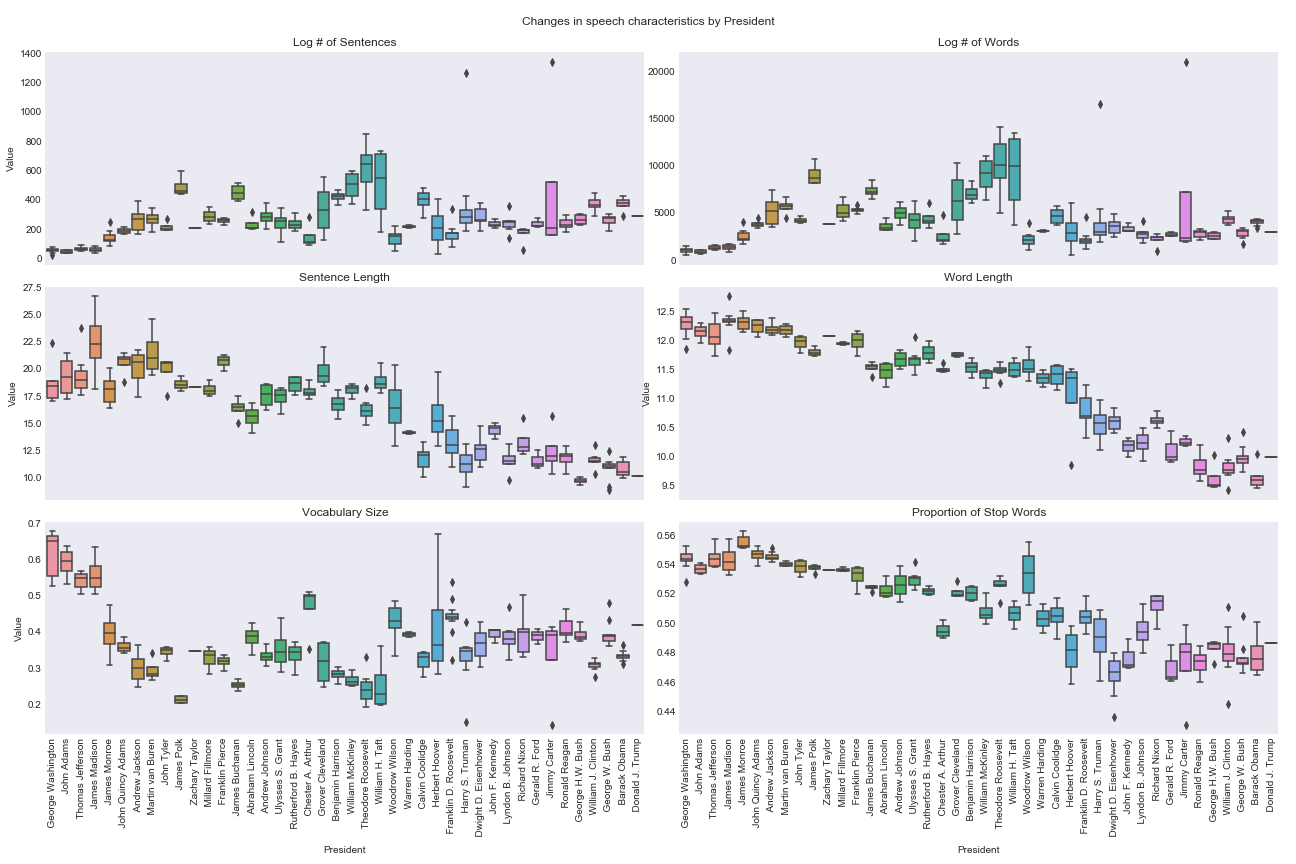 Changes in speech characteristics by President
Log # of Sentences
Log # of Words
1400
1200
1000
800
600
400
200
0
Value
20000
15000
10000
5000
0
Sentence Length
Word Length
27.5
25.0
22.5
20.0
17.5
15.0
12.5
10.0
Value
12.5
12.0
11.5
11.0
10.5
10.0
9.5
Value
Vocabulary Size
Proportion of Stop Words
0.7
0.6
0.5
0.4
0.3
0.2
Value
0.56
0.54
0.52
0.50
0.48
0.46
0.44
George Washington
John Adams
Thomas Jefferson
James Madison
James Monroe
John Quincy Adams
Andrew Jackson
Martin van Buren
John Tyler
James Polk
Zachary Taylor
Millard Fillmore
Franklin Pierce
James Buchanan
Abraham Lincoln
Andrew Johnson
Ulysses S. Grant
Rutherford B. Hayes
Chester A. Arthur
Grover Cleveland
Benjamin Harrison
William McKinley
Theodore Roosevelt
William H. Taft
Woodrow Wilson
Warren Harding
Calvin Coolidge
Herbert Hoover
Franklin D. Roosevelt
Harry S. Truman
Dwight D. Eisenhower
John F. Kennedy
Lyndon B. Johnson
Richard Nixon
Gerald R. Ford
Jimmy Carter
Ronald Reagan
George H.W. Bush
William J. Clinton
George W. Bush
Barack Obama
Donald J. Trump
President
George Washington
John Adams
Thomas Jefferson
James Madison
James Monroe
John Quincy Adams
Andrew Jackson
Martin van Buren
John Tyler
James Polk
Zachary Taylor
Millard Fillmore
Franklin Pierce
James Buchanan
Abraham Lincoln
Andrew Johnson
Ulysses S. Grant
Rutherford B. Hayes
Chester A. Arthur
Grover Cleveland
Benjamin Harrison
William McKinley
Theodore Roosevelt
William H. Taft
Woodrow Wilson
Warren Harding
Calvin Coolidge
Herbert Hoover
Franklin D. Roosevelt
Harry S. Truman
Dwight D. Eisenhower
John F. Kennedy
Lyndon B. Johnson
Richard Nixon
Gerald R. Ford
Jimmy Carter
Ronald Reagan
George H.W. Bush
William J. Clinton
George W. Bush
Barack Obama
Donald J. Trump
President